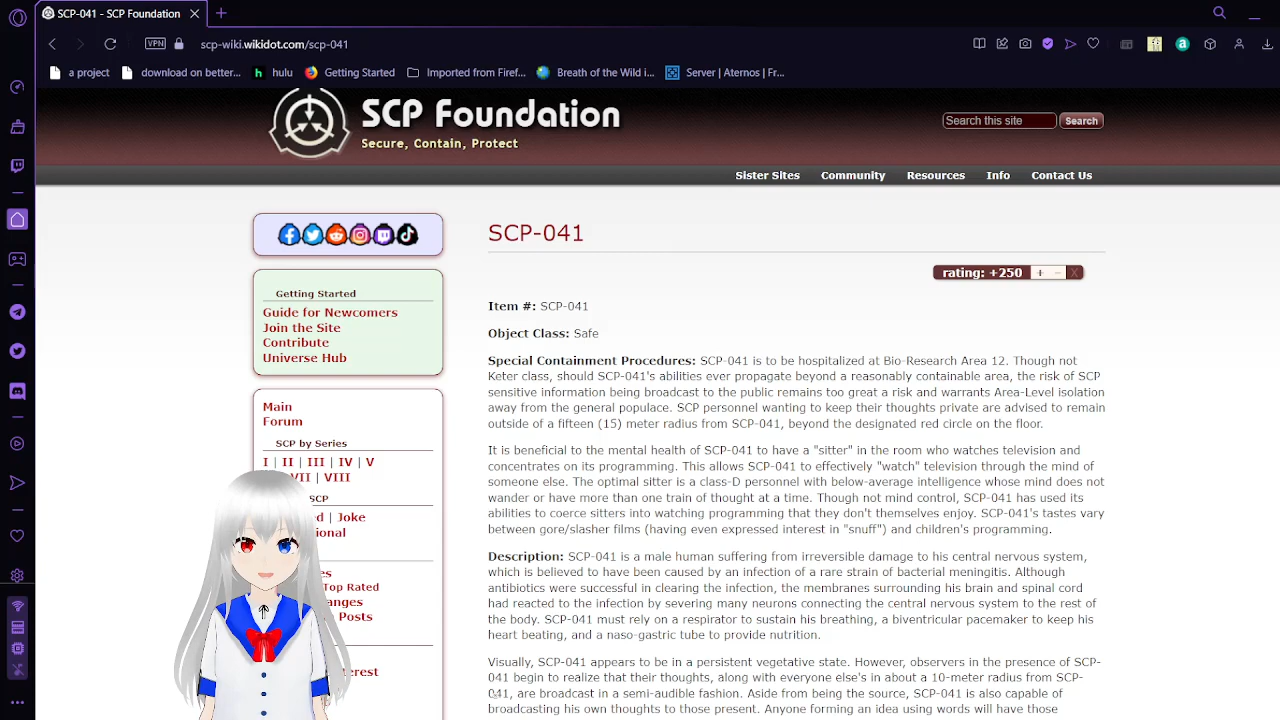 SCP-041 - SCP Foundation
VPN
scp-wiki.wikidot.com/scp-041
a project
download on better...
hulu
Getting Started
Imported from Firef...
Breath of the Wild i...
Server | Aternos | Fr...
SCP Foundation
Secure, Contain, Protect
Search this site
Search
Sister Sites
Community
Resources
Info
Contact Us
Getting Started
Guide for Newcomers
Join the Site
Contribute
Universe Hub
Main
Forum
SCP by Series
I | II | III | IV | V
VII | VIII
SCP
d | Joke
ional
es
Top Rated
anges
Posts
terest
SCP-041
rating: +250 + – X
Item #: SCP-041
Object Class: Safe
Special Containment Procedures: SCP-041 is to be hospitalized at Bio-Research Area 12. Though not
Keter class, should SCP-041's abilities ever propagate beyond a reasonably containable area, the risk of SCP
sensitive information being broadcast to the public remains too great a risk and warrants Area-Level isolation
away from the general populace. SCP personnel wanting to keep their thoughts private are advised to remain
outside of a fifteen (15) meter radius from SCP-041, beyond the designated red circle on the floor.
It is beneficial to the mental health of SCP-041 to have a "sitter" in the room who watches television and
concentrates on its programming. This allows SCP-041 to effectively "watch" television through the mind of
someone else. The optimal sitter is a class-D personnel with below-average intelligence whose mind does not
wander or have more than one train of thought at a time. Though not mind control, SCP-041 has used its
abilities to coerce sitters into watching programming that they don't themselves enjoy. SCP-041's tastes vary
between gore/slasher films (having even expressed interest in "snuff") and children's programming.
Description: SCP-041 is a male human suffering from irreversible damage to his central nervous system,
which is believed to have been caused by an infection of a rare strain of bacterial meningitis. Although
antibiotics were successful in clearing the infection, the membranes surrounding his brain and spinal cord
had reacted to the infection by severing many neurons connecting the central nervous system to the rest of
the body. SCP-041 must rely on a respirator to sustain his breathing, a biventricular pacemaker to keep his
heart beating, and a naso-gastric tube to provide nutrition.
Visually, SCP-041 appears to be in a persistent vegetative state. However, observers in the presence of SCP-
041 begin to realize that their thoughts, along with everyone else's in about a 10-meter radius from SCP-
041, are broadcast in a semi-audible fashion. Aside from being the source, SCP-041 is also capable of
broadcasting his own thoughts to those present. Anyone forming an idea using words will have those